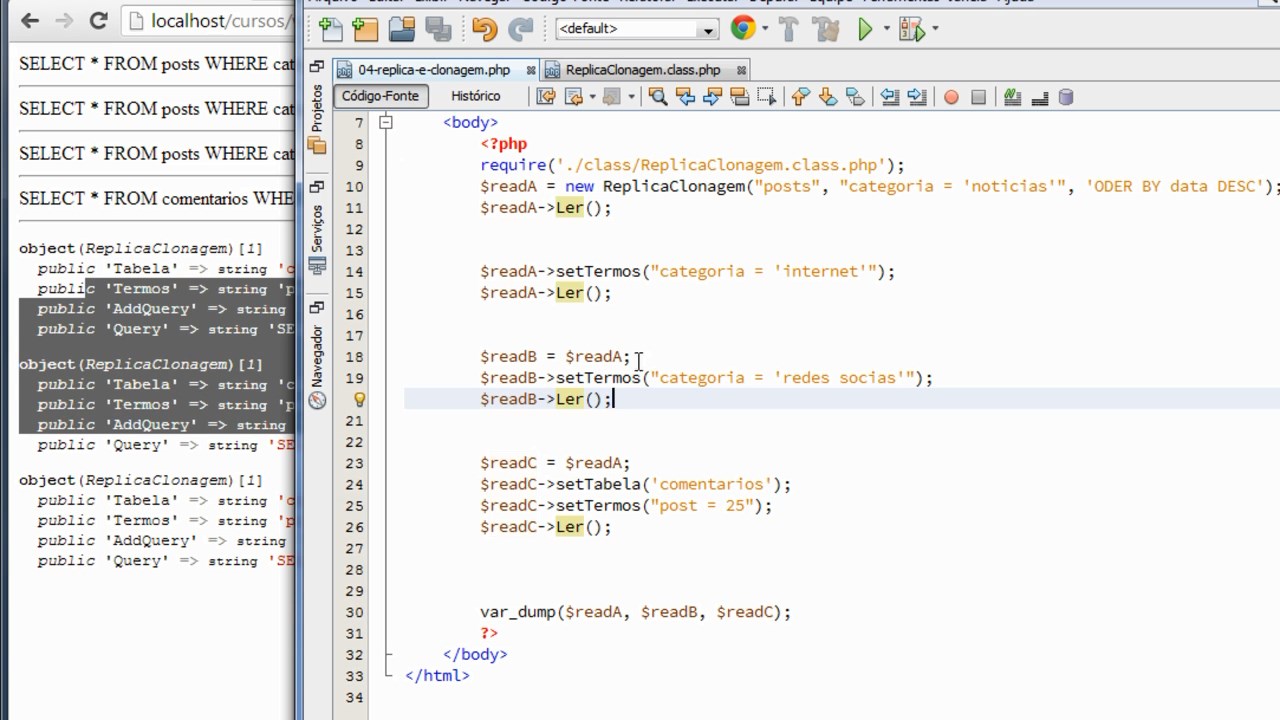 localhost/cursos/
SELECT * FROM posts WHERE cat
SELECT * FROM posts WHERE cat
SELECT * FROM posts WHERE cat
SELECT * FROM comentarios WHE
object(ReplicaClonagem)[1]
public 'Tabela' => string 'c
public 'Termos' => string 'p
public 'AddQuery' => string
public 'Query' => string 'SE
object(ReplicaClonagem)[1]
public 'Tabela' => string 'c
public 'Termos' => string 'p
public 'AddQuery' => string
public 'Query' => string 'SE
object(ReplicaClonagem)[1]
public 'Tabela' => string 'c
public 'Termos' => string 'p
public 'AddQuery' => string
public 'Query' => string 'SE
<default>
Projetos
Serviços
Navegador
04-replica-e-clonagem.php
ReplicaClonagem.class.php
Código-Fonte
Histórico
7 <body>
8 <?php
9 require('./class/ReplicaClonagem.class.php');
10 $readA = new ReplicaClonagem("posts", "categoria = 'noticias'", 'ODER BY data DESC');
11 $readA->Ler();
12
13
14 $readA->setTermos("categoria = 'internet'");
15 $readA->Ler();
16
17
18 $readB = $readA;
19 $readB->setTermos("categoria = 'redes socias'");
$readB->Ler();
21
22
23 $readC = $readA;
24 $readC->setTabela('comentarios');
25 $readC->setTermos("post = 25");
26 $readC->Ler();
27
28
29
30 var_dump($readA, $readB, $readC);
31 ?>
32 </body>
33 </html>
34